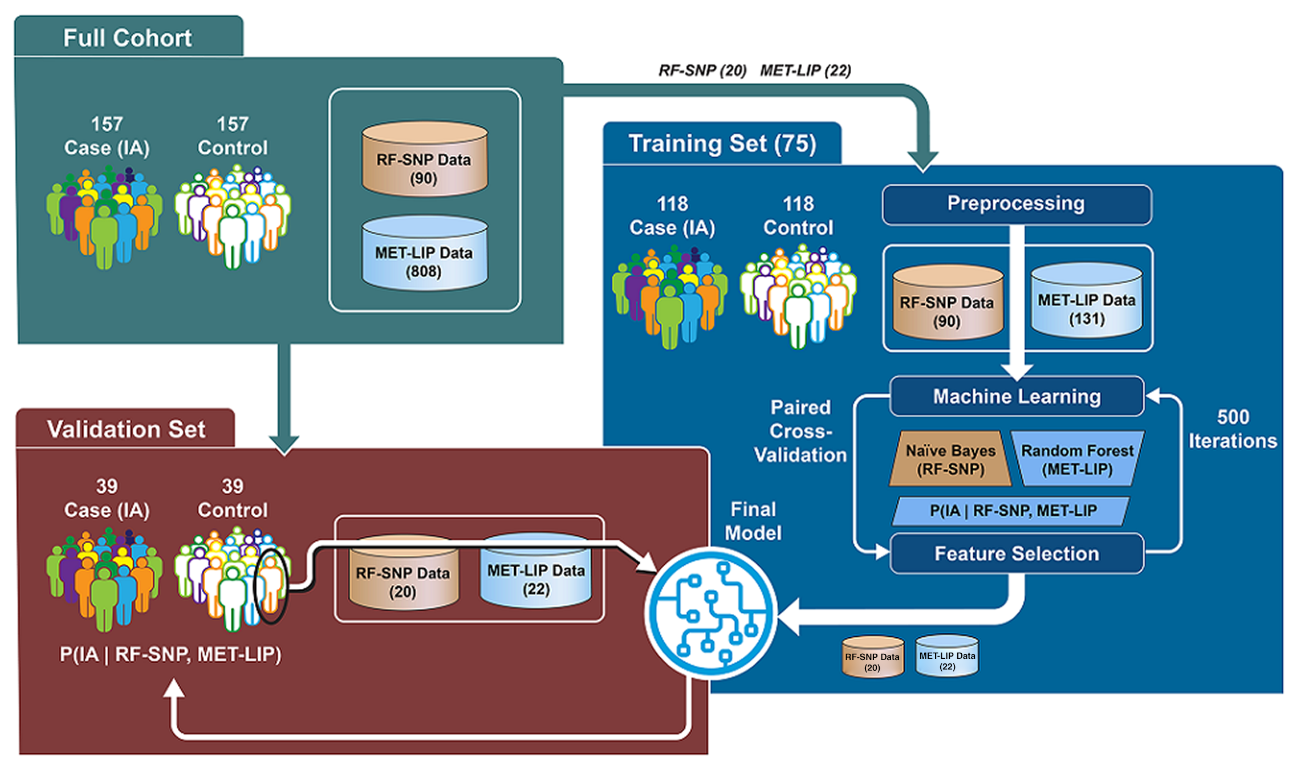 Full Cohort
157
Case (IA)
157
Control
RF-SNP Data
(90)
MET-LIP Data
(808)
RF-SNP (20) MET-LIP (22)
Training Set (75)
118
Case (IA)
118
Control
Preprocessing
RF-SNP Data
(90)
MET-LIP Data
(131)
Machine Learning
Paired
Cross-
Validation
500
Iterations
Naïve Bayes
(RF-SNP)
Random Forest
(MET-LIP)
P(IA | RF-SNP, MET-LIP
Feature Selection
Final
Model
RF-SNP Data
(20)
MET-LIP Data
(22)
Validation Set
39
Case (IA)
39
Control
RF-SNP Data
(20)
MET-LIP Data
(22)
P(IA | RF-SNP, MET-LIP)